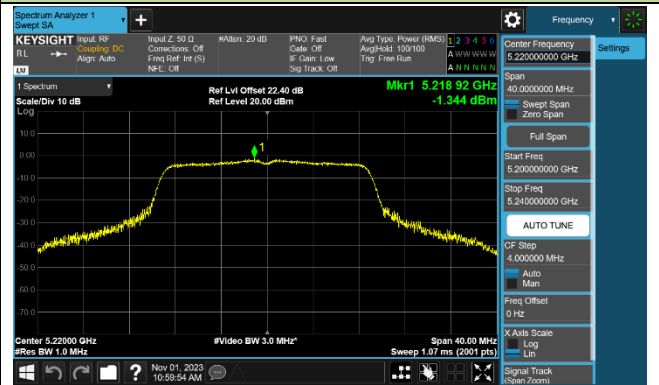 Spectrum Analyzer 1
Swept SA
+
Frequency
KEYSIGHT
RL
LXI
Input: RF
Coupling: DC
Align: Auto
Input Z: 50 Ω
Corrections: Off
Freq Ref: Int (S)
NFE: Off
#Atten: 20 dB
PNO: Fast
Gate: Off
IF Gain: Low
Sig Track: Off
Avg Type: Power (RMS)
Avg|Hold: 100/100
Trig: Free Run
1 2 3 4 5 6
A W W W W W
A N N N N N
1 Spectrum
Scale/Div 10 dB
Log
Ref Lvl Offset 22.40 dB
Ref Level 20.00 dBm
Mkr1 5.218 92 GHz
-1.344 dBm
10.0
0.00
-10.0
-20.0
-30.0
-40.0
-50.0
-60.0
-70.0
1
Center 5.22000 GHz
#Res BW 1.0 MHz
#Video BW 3.0 MHz*
Span 40.00 MHz
Sweep 1.07 ms (2001 pts)
Nov 01, 2023
10:59:54 AM
Center Frequency
5.220000000 GHz
Settings
Span
40.0000000 MHz
Swept Span
Zero Span
Full Span
Start Freq
5.200000000 GHz
Stop Freq
5.240000000 GHz
AUTO TUNE
CF Step
4.000000 MHz
Auto
Man
Freq Offset
0 Hz
X Axis Scale
Log
Lin
Signal Track
(Span Zoom)